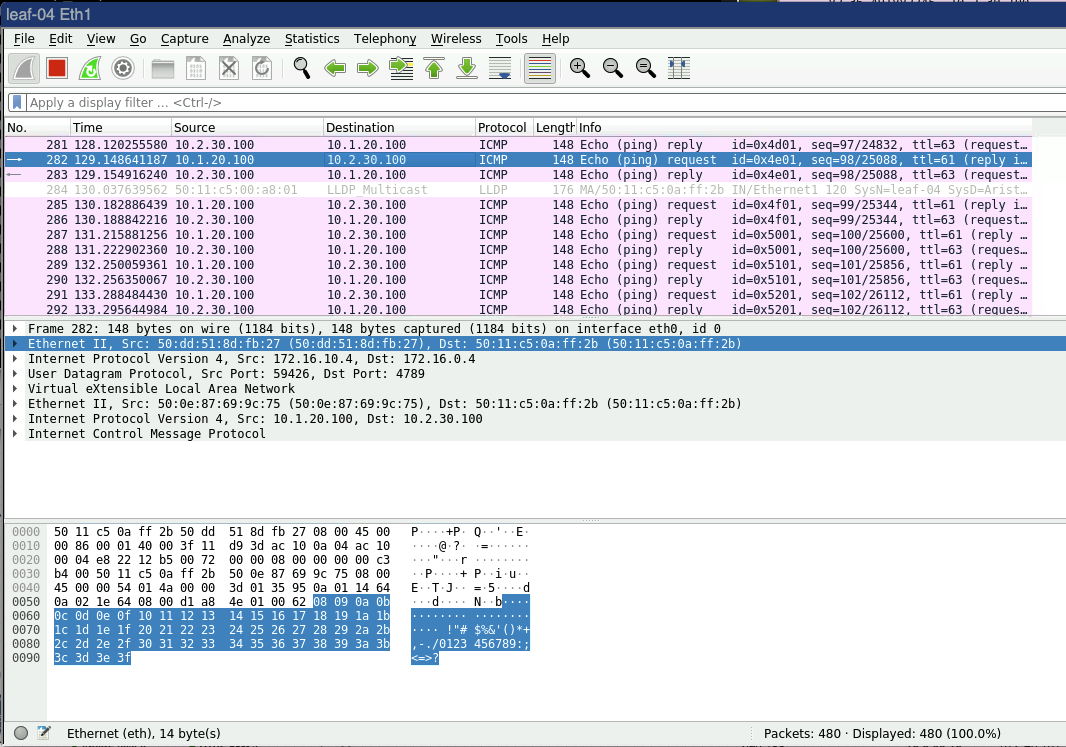 leaf-04 Eth1
File Edit View Go Capture Analyze Statistics Telephony Wireless Tools Help
Apply a display filter ... <Ctrl-/>
No. Time Source Destination Protocol Length Info
281 128.120255580 10.2.30.100 10.1.20.100 ICMP 148 Echo (ping) reply id=0x4d01, seq=97/24832, ttl=63 (request…
282 129.148641187 10.1.20.100 10.2.30.100 ICMP 148 Echo (ping) request id=0x4e01, seq=98/25088, ttl=61 (reply i…
283 129.154916240 10.2.30.100 10.1.20.100 ICMP 148 Echo (ping) reply id=0x4e01, seq=98/25088, ttl=63 (request…
284 130.037639562 50:11:c5:00:a8:01 LLDP_Multicast LLDP 176 MA/50:11:c5:0a:ff:2b IN/Ethernet1 120 SysN=leaf-04 SysD=Arist…
285 130.182886439 10.1.20.100 10.2.30.100 ICMP 148 Echo (ping) request id=0x4f01, seq=99/25344, ttl=61 (reply i…
286 130.188842216 10.2.30.100 10.1.20.100 ICMP 148 Echo (ping) reply id=0x4f01, seq=99/25344, ttl=63 (request…
287 131.215881256 10.1.20.100 10.2.30.100 ICMP 148 Echo (ping) request id=0x5001, seq=100/25600, ttl=61 (reply …
288 131.222902360 10.2.30.100 10.1.20.100 ICMP 148 Echo (ping) reply id=0x5001, seq=100/25600, ttl=63 (reques…
289 132.250059361 10.1.20.100 10.2.30.100 ICMP 148 Echo (ping) request id=0x5101, seq=101/25856, ttl=61 (reply …
290 132.256350067 10.2.30.100 10.1.20.100 ICMP 148 Echo (ping) reply id=0x5101, seq=101/25856, ttl=63 (reques…
291 133.288484430 10.1.20.100 10.2.30.100 ICMP 148 Echo (ping) request id=0x5201, seq=102/26112, ttl=61 (reply …
292 133.295644984 10.2.30.100 10.1.20.100 ICMP 148 Echo (ping) reply id=0x5201, seq=102/26112, ttl=63 (reques…
Frame 282: 148 bytes on wire (1184 bits), 148 bytes captured (1184 bits) on interface eth0, id 0
Ethernet II, Src: 50:dd:51:8d:fb:27 (50:dd:51:8d:fb:27), Dst: 50:11:c5:0a:ff:2b (50:11:c5:0a:ff:2b)
Internet Protocol Version 4, Src: 172.16.10.4, Dst: 172.16.0.4
User Datagram Protocol, Src Port: 59426, Dst Port: 4789
Virtual eXtensible Local Area Network
Ethernet II, Src: 50:0e:87:69:9c:75 (50:0e:87:69:9c:75), Dst: 50:11:c5:0a:ff:2b (50:11:c5:0a:ff:2b)
Internet Protocol Version 4, Src: 10.1.20.100, Dst: 10.2.30.100
Internet Control Message Protocol
0000 50 11 c5 0a ff 2b 50 dd 51 8d fb 27 08 00 45 00 P····+P· Q··'··E·
0010 00 86 00 01 40 00 3f 11 d9 3d ac 10 0a 04 ac 10 ····@·?· ·=······
0020 00 04 e8 22 12 b5 00 72 00 00 08 00 00 00 00 c3 ···"···r ········
0030 b4 00 50 11 c5 0a ff 2b 50 0e 87 69 9c 75 08 00 ··P····+ P··i·u··
0040 45 00 00 54 01 4a 00 00 3d 01 35 95 0a 01 14 64 E··T·J·· =·5····d
0050 0a 02 1e 64 08 00 d1 a8 4e 01 00 62 08 09 0a 0b ···d···· N··b····
0060 0c 0d 0e 0f 10 11 12 13 14 15 16 17 18 19 1a 1b ········ ········
0070 1c 1d 1e 1f 20 21 22 23 24 25 26 27 28 29 2a 2b ···· !"# $%&'()*+
0080 2c 2d 2e 2f 30 31 32 33 34 35 36 37 38 39 3a 3b ,-./0123 456789:;
0090 3c 3d 3e 3f <=>?
Ethernet (eth), 14 byte(s) Packets: 480 · Displayed: 480 (100.0%)